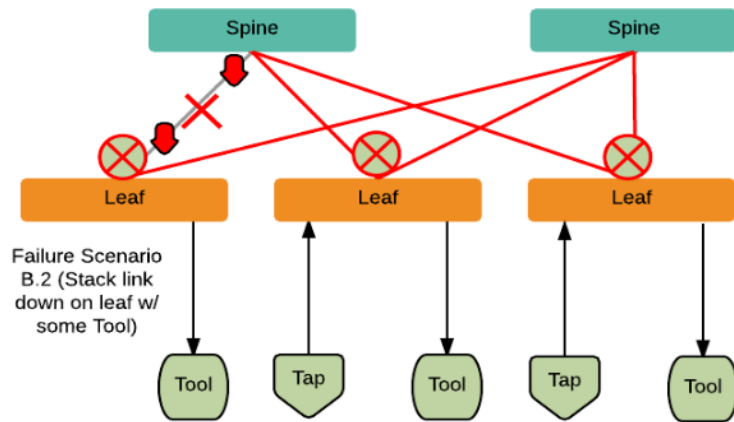 Spine
Spine
Leaf
Leaf
Leaf
Failure Scenario
B.2 (Stack link
down on leaf w/
some Tool)
Tool
Tap
Tool
Tap
Tool